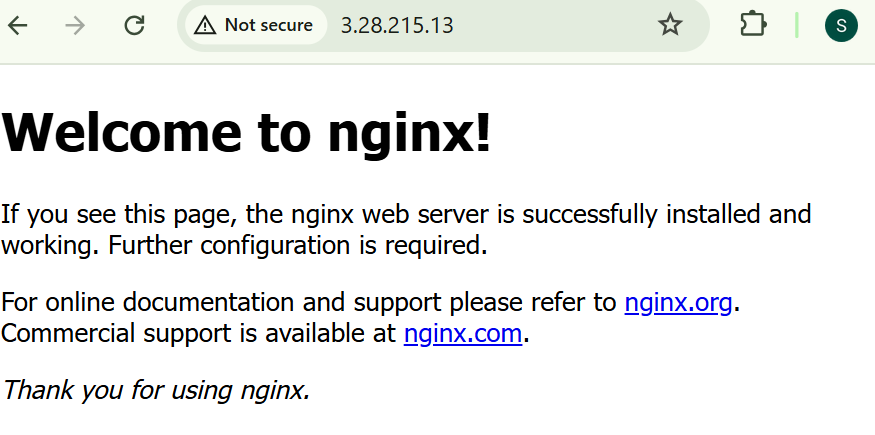 Not secure 3.28.215.13 S
Welcome to nginx!
If you see this page, the nginx web server is successfully installed and
working. Further configuration is required.
For online documentation and support please refer to nginx.org.
Commercial support is available at nginx.com.
Thank you for using nginx.